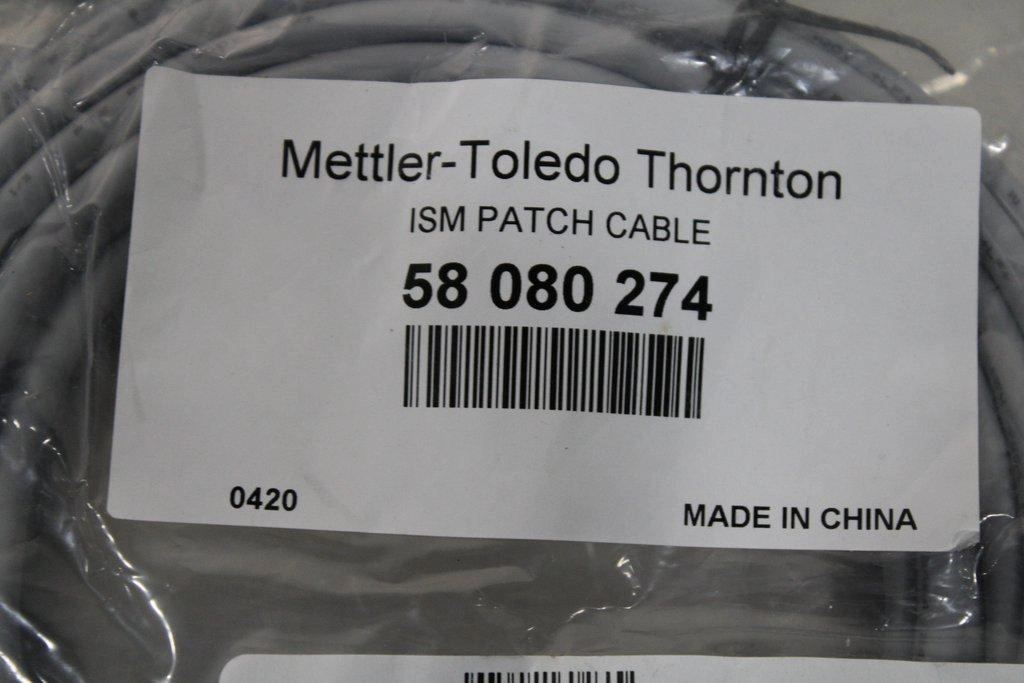 Mettler-Toledo Thornton
ISM PATCH CABLE
58 080 274
0420
MADE IN CHINA